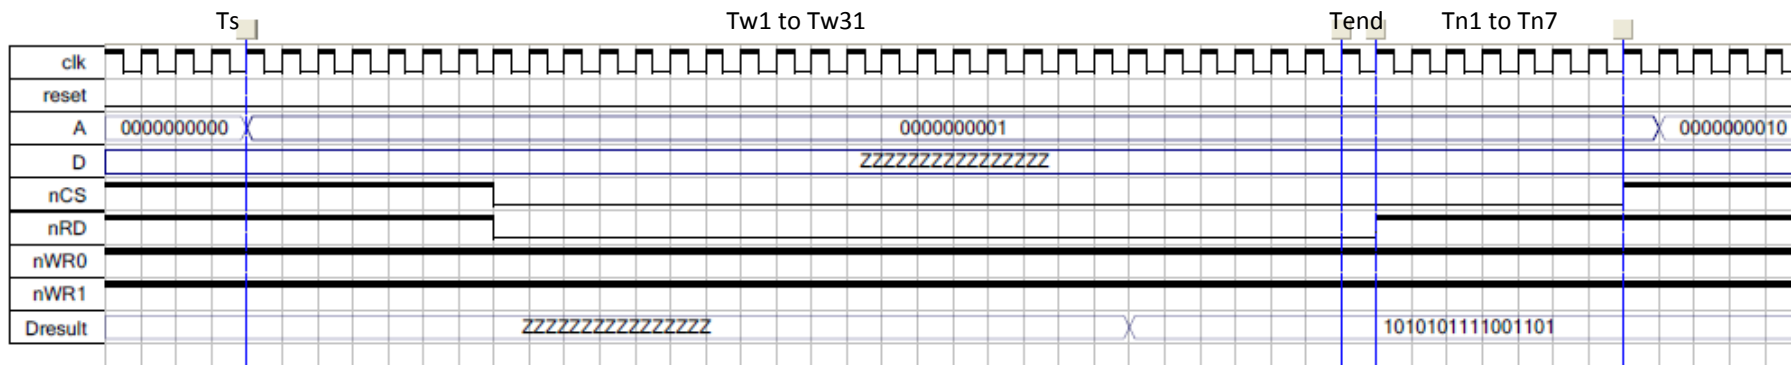 Ts Tw1 to Tw31 Tend Tn1 to Tn7
clk
reset
A 0000000000 0000000001 0000000010
D ZZZZZZZZZZZZZZZZ
nCS
nRD
nWR0
nWR1
Dresult ZZZZZZZZZZZZZZZZ 1010101111001101